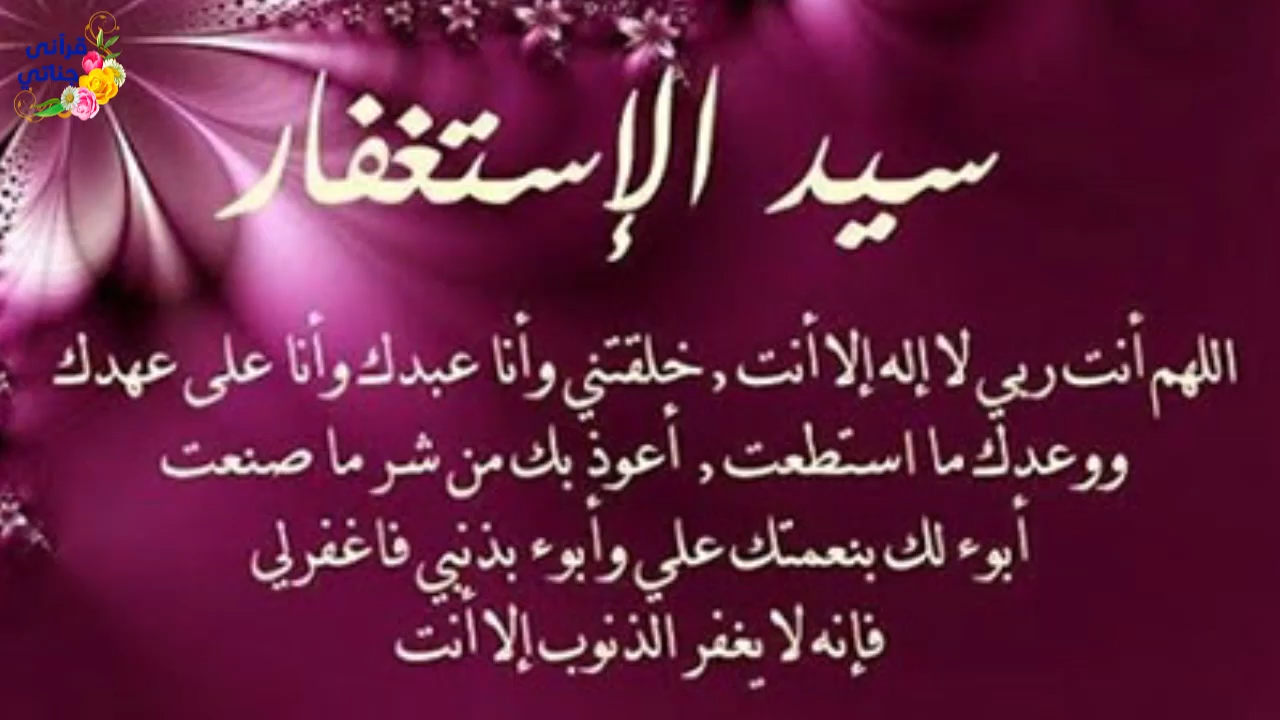 قرآني
جناتي
سيد الإستغفار
اللهم أنت ربي لا إله إلا أنت , خلقتني وأنا عبدك وأنا على عهدك
ووعدك ما استطعت , أعوذ بك من شر ما صنعت
أبوء لك بنعمتك علي وأبوء بذنبي فاغفرلي
فإنه لا يغفر الذنوب إلا أنت